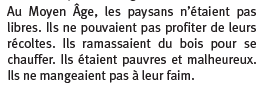 Au Moyen Âge, les paysans n'étaient pas
libres. Ils ne pouvaient pas profiter de leurs
récoltes. Ils ramassaient du bois pour se
chauffer. Ils étaient pauvres et malheureux.
Ils ne mangeaient pas à leur faim.